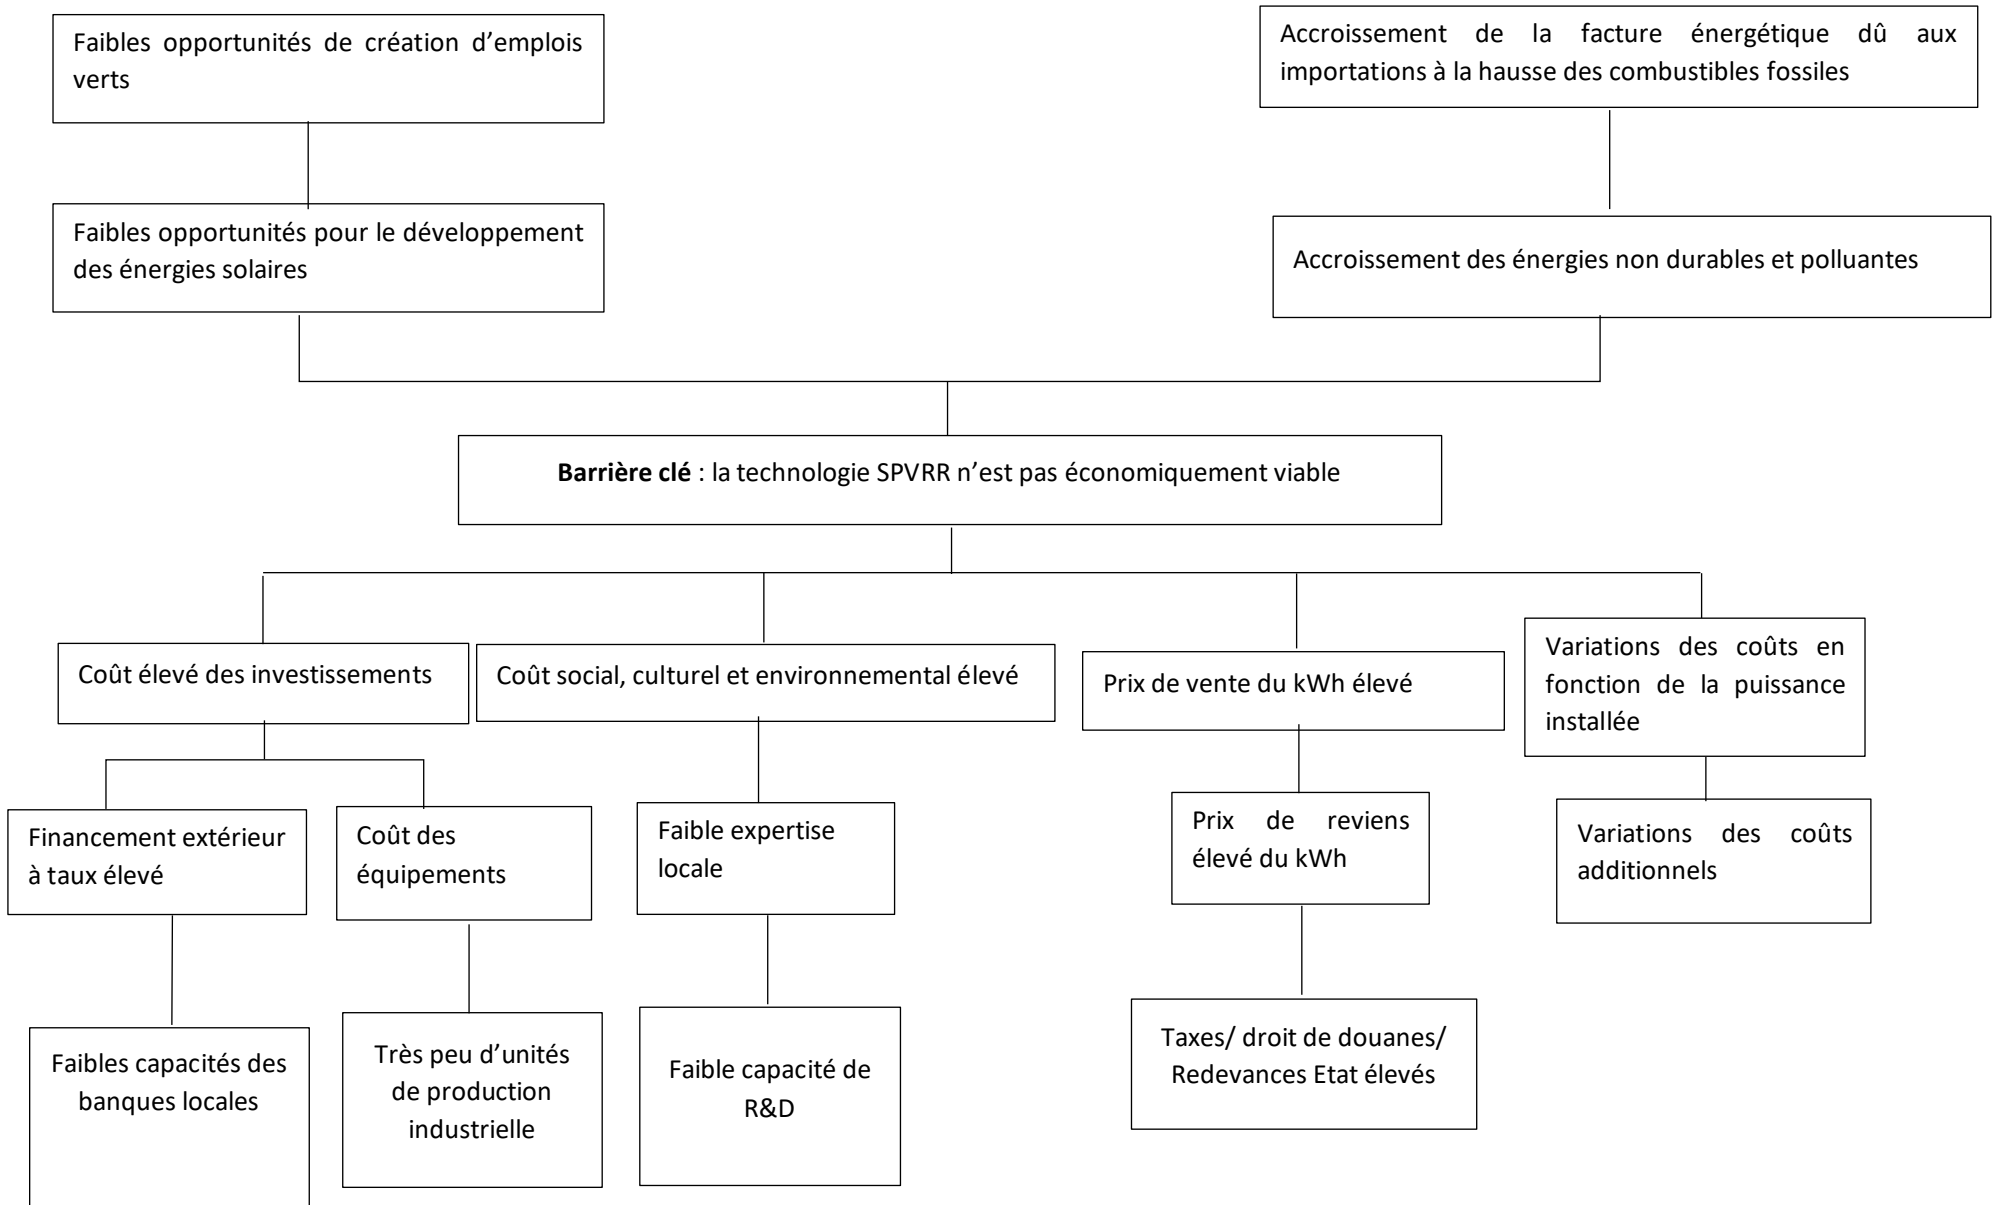 Faibles opportunités de création d’emplois
verts
Accroissement de la facture énergétique dû aux
importations à la hausse des combustibles fossiles
Faibles opportunités pour le développement
des énergies solaires
Accroissement des énergies non durables et polluantes
Barrière clé : la technologie SPVRR n’est pas économiquement viable
Coût élevé des investissements
Coût social, culturel et environnemental élevé
Prix de vente du kWh élevé
Variations des coûts en
fonction de la puissance
installée
Financement extérieur
à taux élevé
Coût des
équipements
Faible expertise
locale
Prix de reviens
élevé du kWh
Variations des coûts
additionnels
Faibles capacités des
banques locales
Très peu d’unités
de production
industrielle
Faible capacité de
R&D
Taxes/ droit de douanes/
Redevances Etat élevés